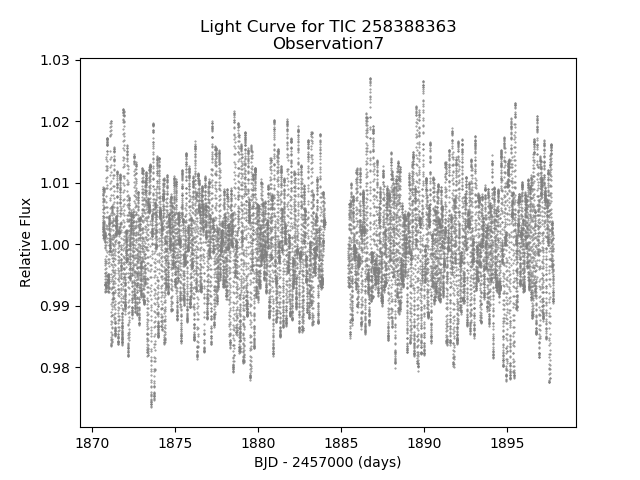 Light Curve for TIC 258388363
Observation7
1.03
1.02
1.01
1.00
0.99
0.98
Relative Flux
1870 1875 1880 1885 1890 1895
BJD - 2457000 (days)